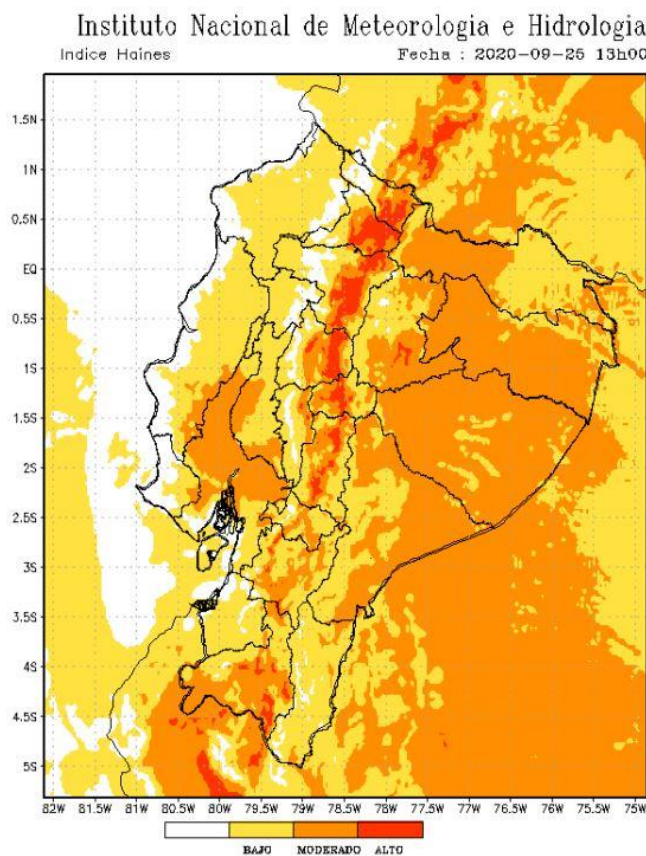 Instituto Nacional de Meteorologia e Hidrologia
Indice Haines
Fecha : 2020-09-25 13h00
1.5N
1N
0.5N
EQ
0.5S
1S
1.5S
2S
2.5S
3S
3.5S
4S
4.5S
5S
82W 81.5W 81W 80.5W 80W 79.5W 79W 78.5W 78W 77.5W 77W 76.5W 76W 75.5W 75W
BAJO MODERADO ALTO